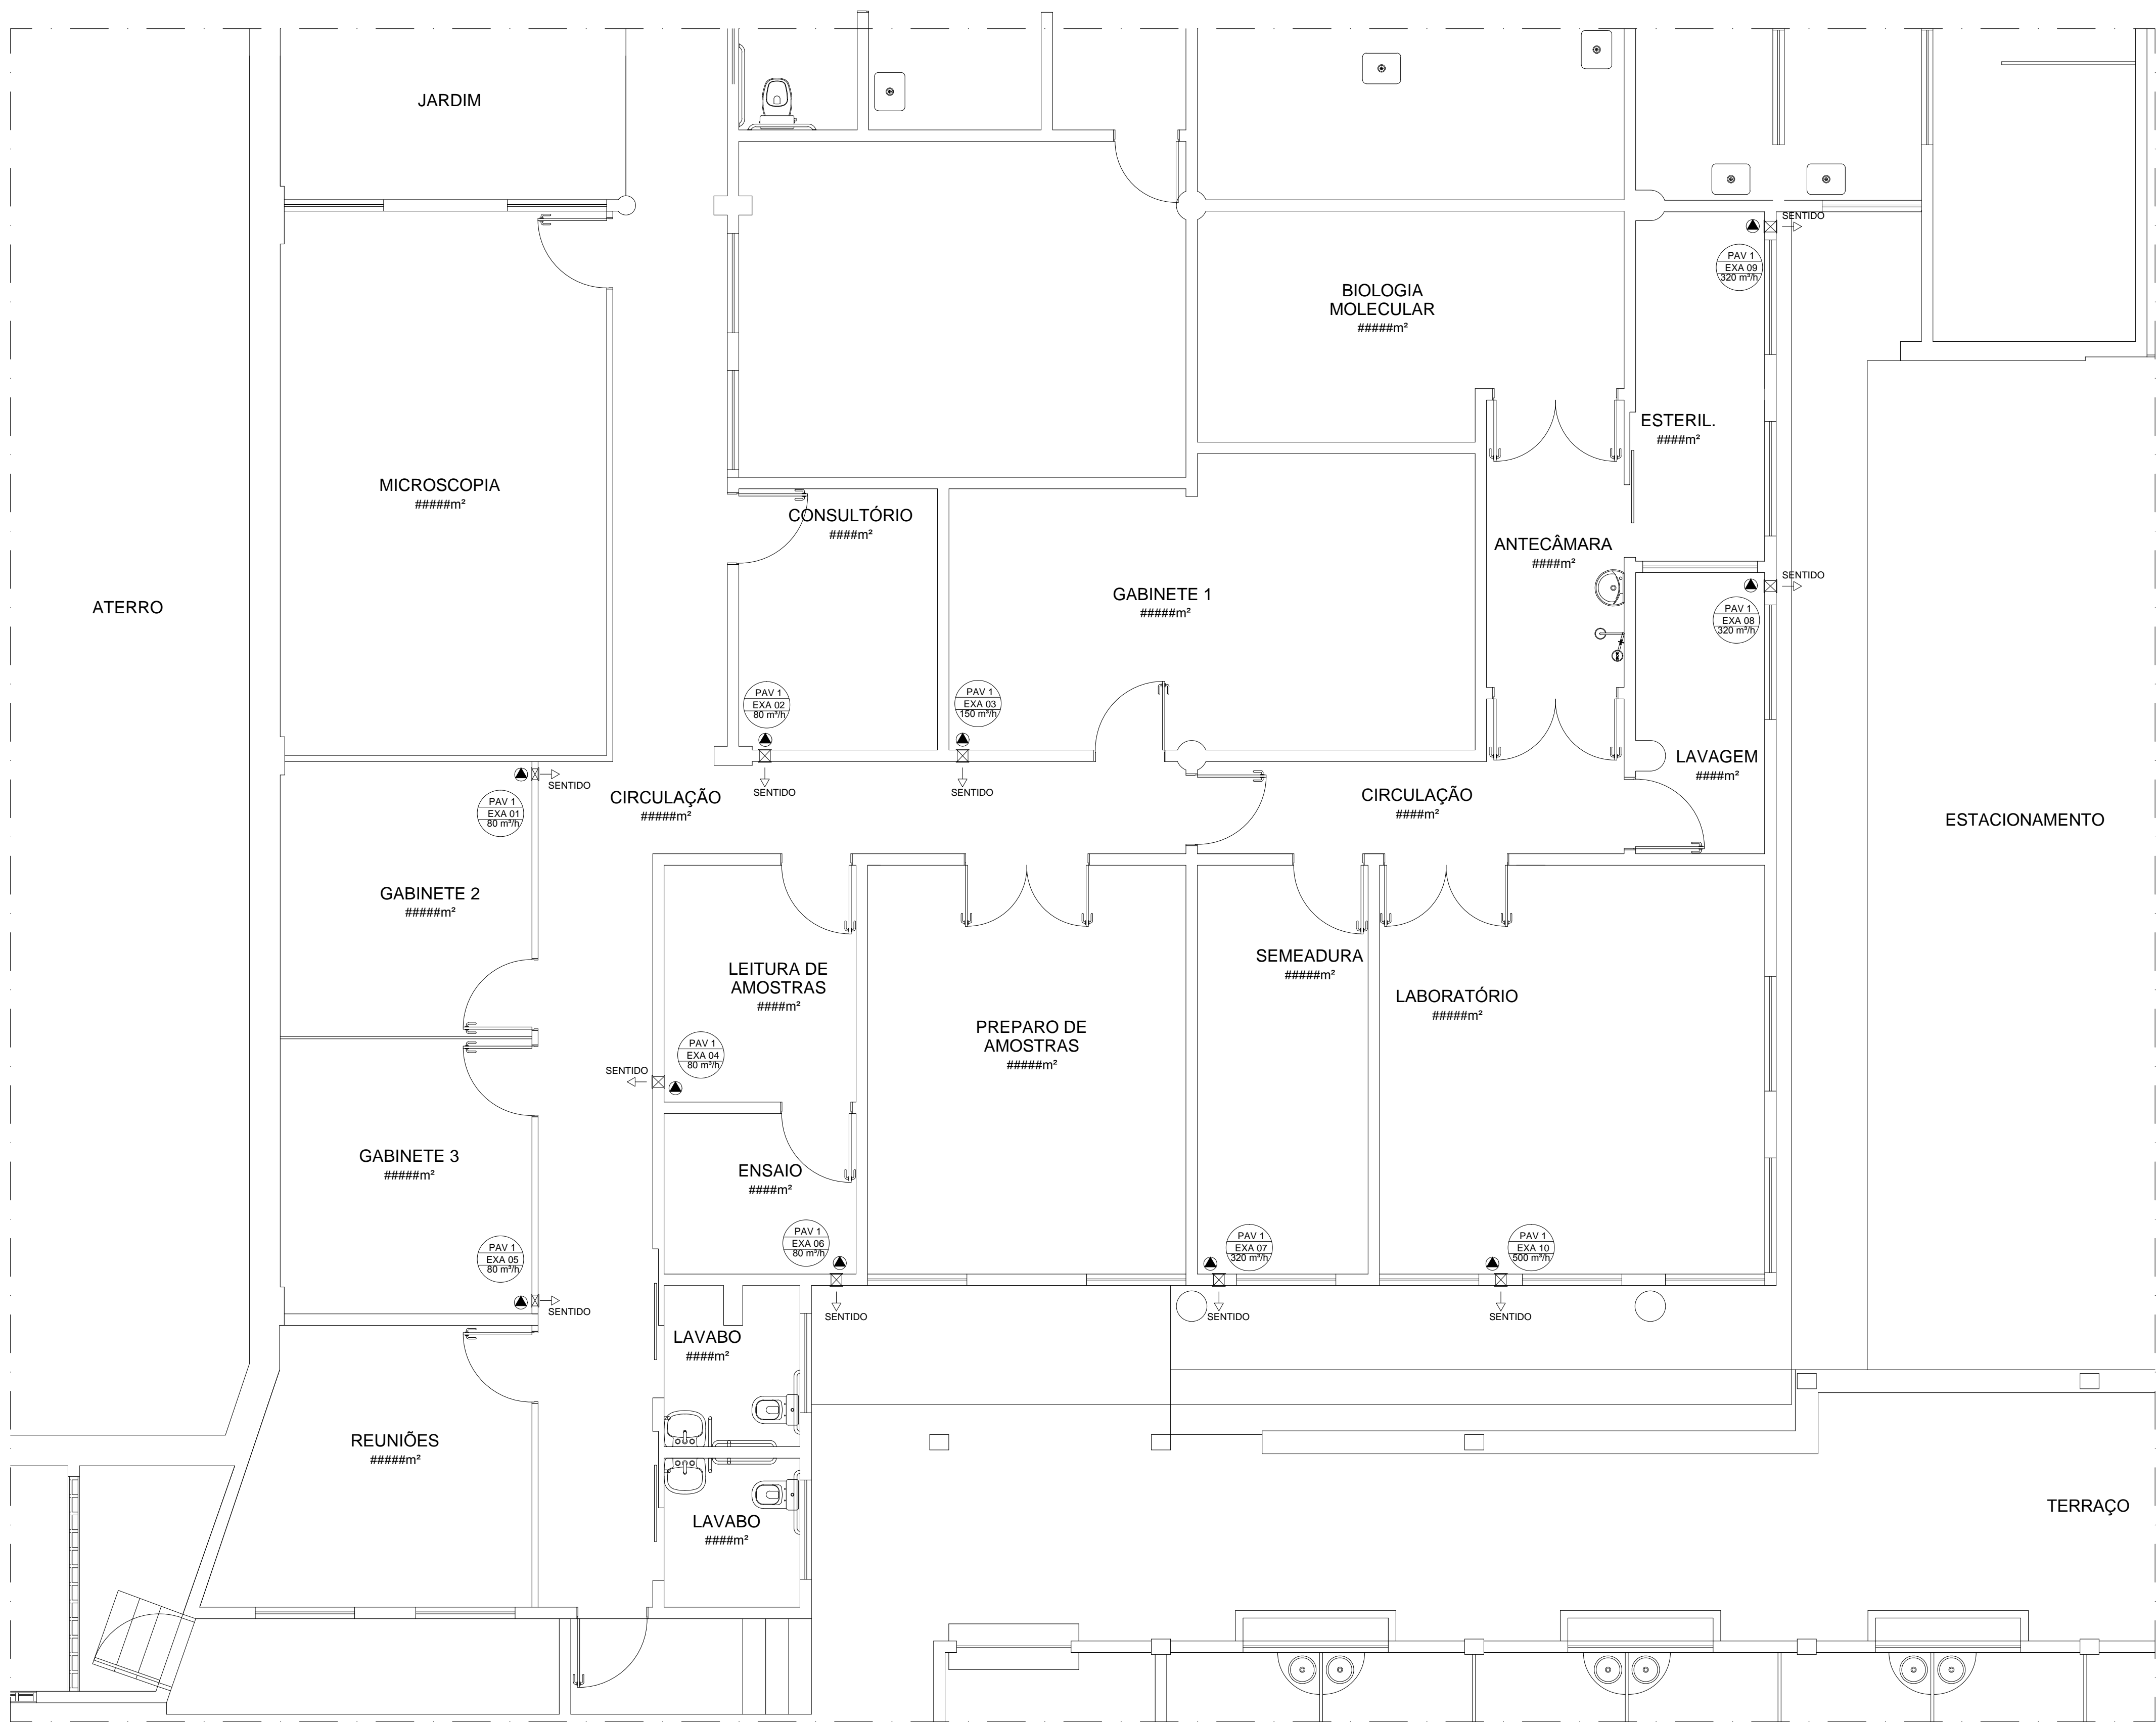 JARDIM
SENTIDO
PAV 1
EXA 09
320 m³/h
BIOLOGIA
MOLECULAR
#####m²
ESTERIL.
####m²
MICROSCOPIA
#####m²
CONSULTÓRIO
####m²
ANTECÂMARA
####m²
SENTIDO
ATERRO
GABINETE 1
#####m²
PAV 1
EXA 08
320 m³/h
PAV 1
EXA 02
80 m³/h
PAV 1
EXA 03
150 m³/h
LAVAGEM
####m²
SENTIDO
SENTIDO
SENTIDO
PAV 1
EXA 01
80 m³/h
CIRCULAÇÃO
#####m²
CIRCULAÇÃO
####m²
ESTACIONAMENTO
GABINETE 2
#####m²
LEITURA DE
AMOSTRAS
####m²
SEMEADURA
#####m²
LABORATÓRIO
#####m²
PREPARO DE
AMOSTRAS
#####m²
PAV 1
EXA 04
80 m³/h
SENTIDO
GABINETE 3
#####m²
ENSAIO
####m²
PAV 1
EXA 05
80 m³/h
PAV 1
EXA 06
80 m³/h
PAV 1
EXA 07
320 m³/h
PAV 1
EXA 10
500 m³/h
SENTIDO
SENTIDO
SENTIDO
SENTIDO
LAVABO
####m²
REUNIÕES
#####m²
LAVABO
####m²
TERRAÇO